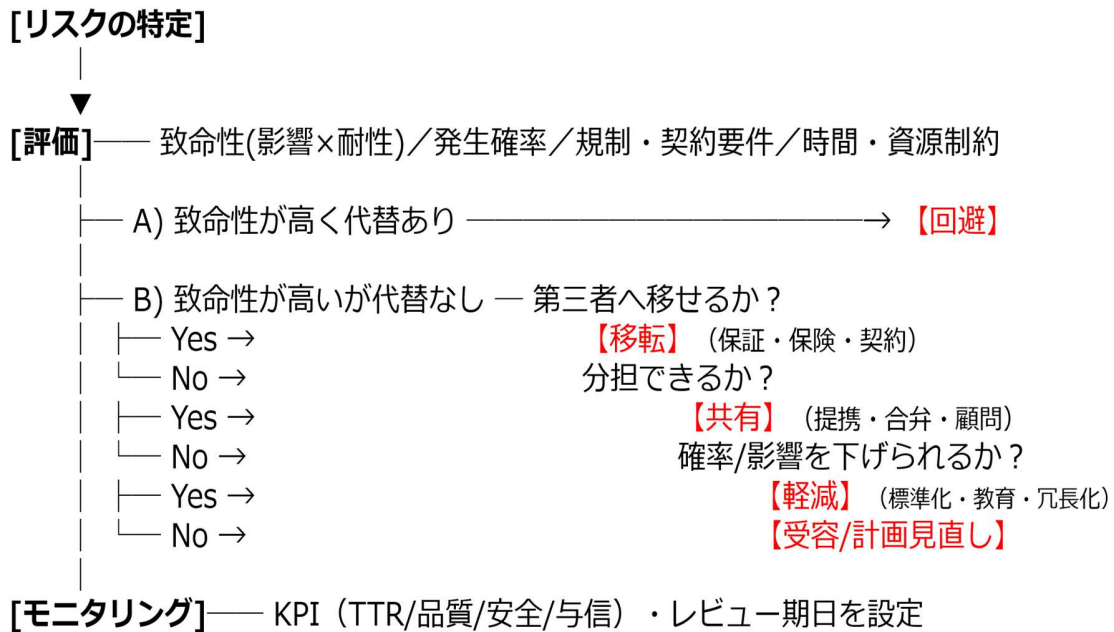 [リスクの特定]
[評価]── 致命性(影響×耐性)／発生確率／規制・契約要件／時間・資源制約
A) 致命性が高く代替あり ─────────────→ 【回避】
B) 致命性が高いが代替なし ― 第三者へ移せるか？
Yes → 【移転】（保証・保険・契約）
No → 分担できるか？
Yes → 【共有】（提携・合弁・顧問）
No → 確率/影響を下げられるか？
Yes → 【軽減】（標準化・教育・冗長化）
No → 【受容/計画見直し】
[モニタリング]── KPI（TTR/品質/安全/与信）・レビュー期日を設定